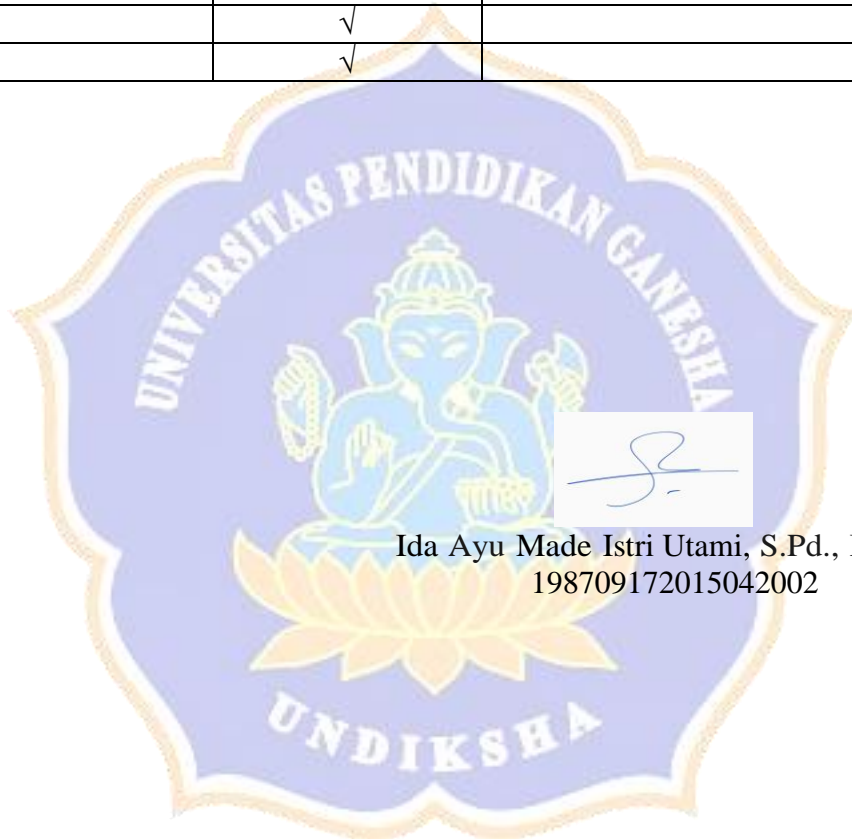 √
√
UNIVERSITAS PENDIDIKAN GANESHA
Ida Ayu Made Istri Utami, S.Pd.,
198709172015042002
UNDIKSHA